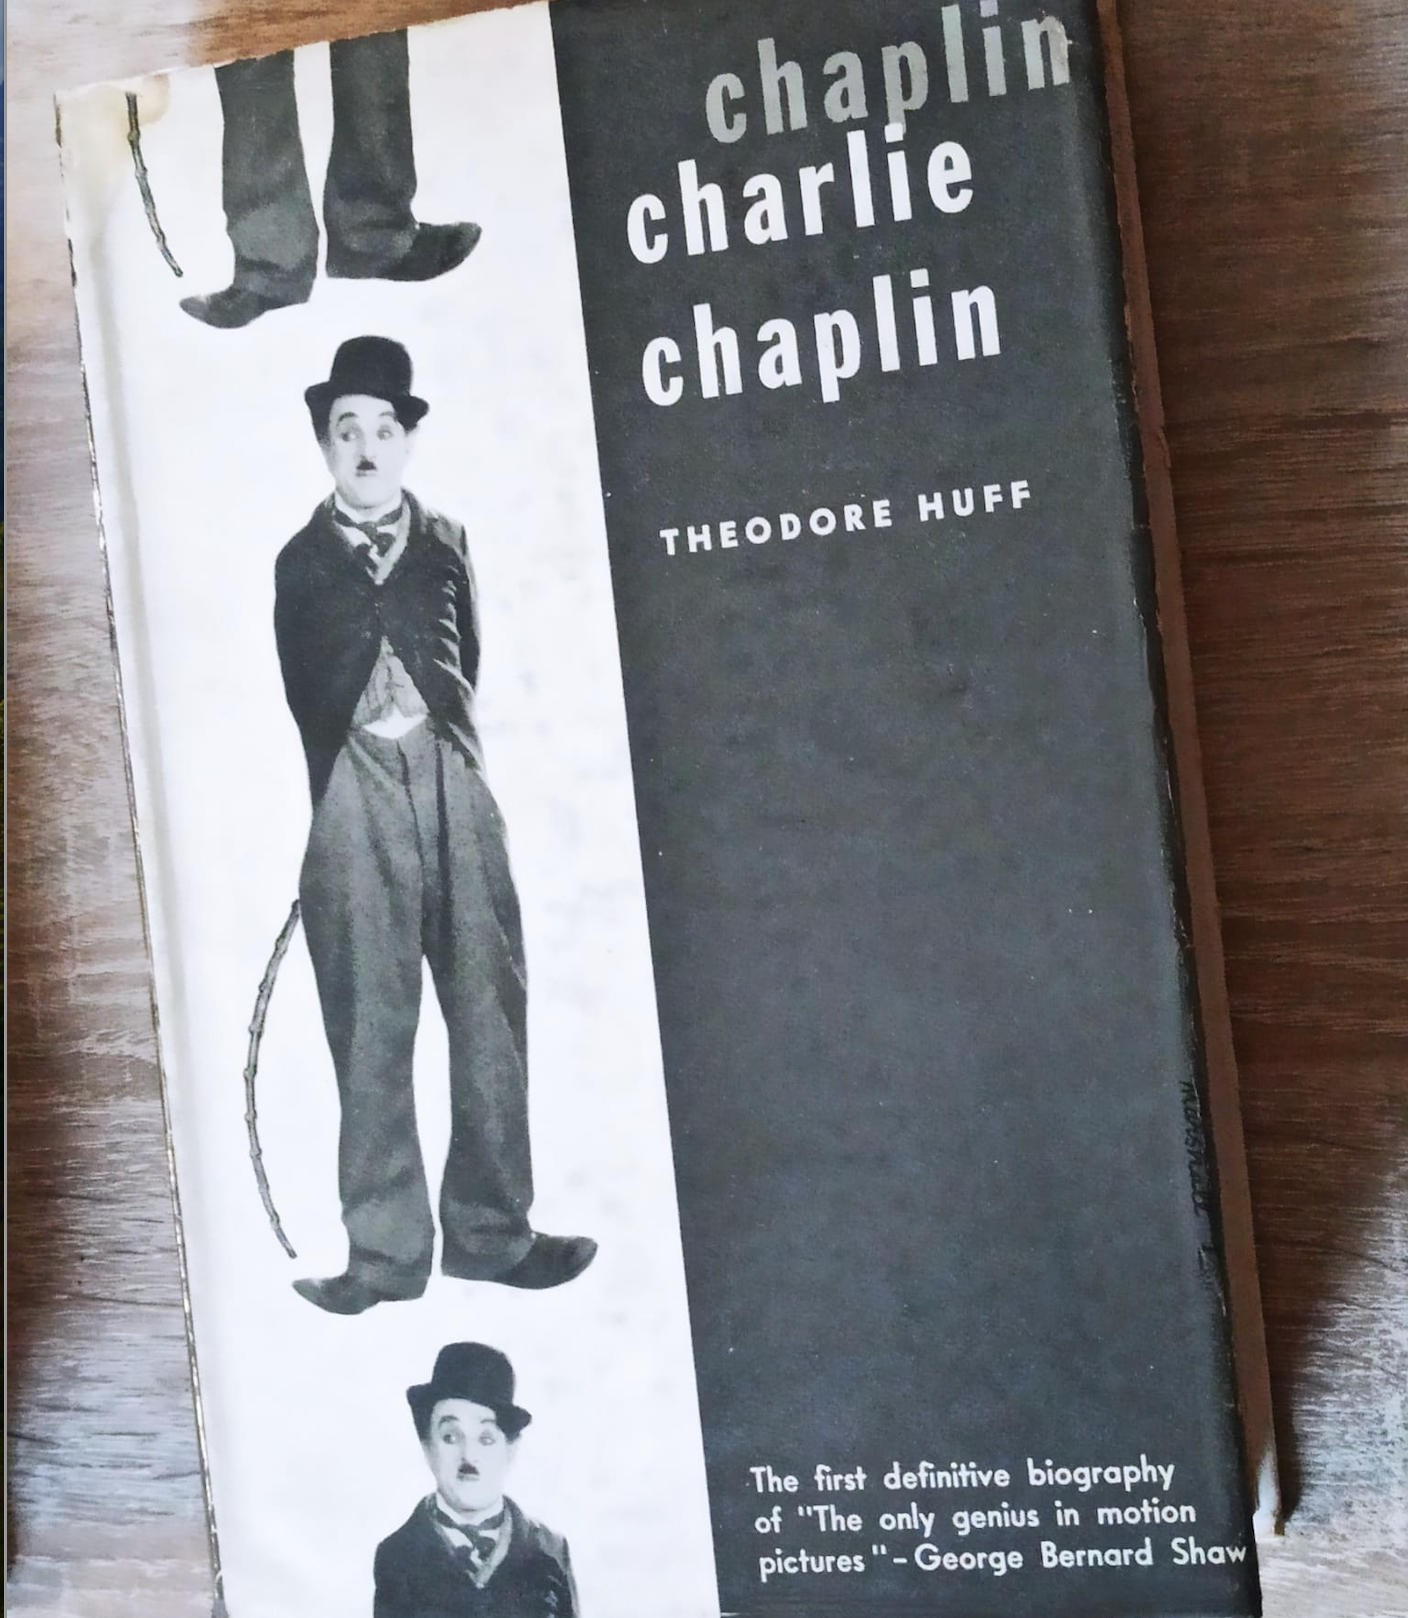 chaplin
charlie
chaplin
THEODORE HUFF
The first definitive biography
of "The only genius in motion
pictures"-George Bernard Shaw